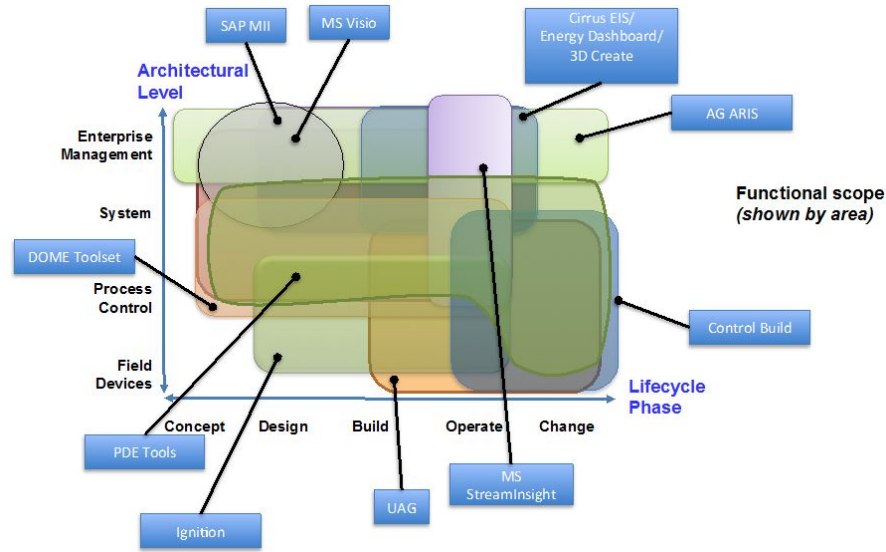 SAP MII
MS Visio
Cirrus EIS/
Energy Dashboard/
3D Create
Architectural
Level
AG ARIS
Enterprise
Management
Functional scope
(shown by area)
System
DOME Toolset
Process
Control
Control Build
Field
Devices
Lifecycle
Phase
Concept
Design
Build
Operate
Change
PDE Tools
MS
StreamInsight
UAG
Ignition